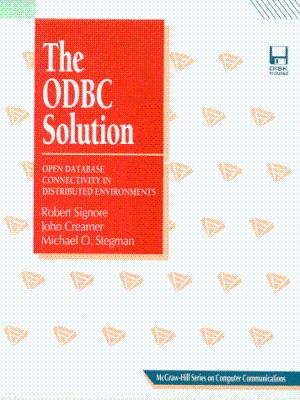 The
ODBC
Solution
OPEN DATABASE
CONNECTIVITY IN
DISTRIBUTED ENVIRONMENTS
Robert Signore
John Creamer
Michael O. Stegman
DISK
Included
McGraw-Hill Series on Computer Communications